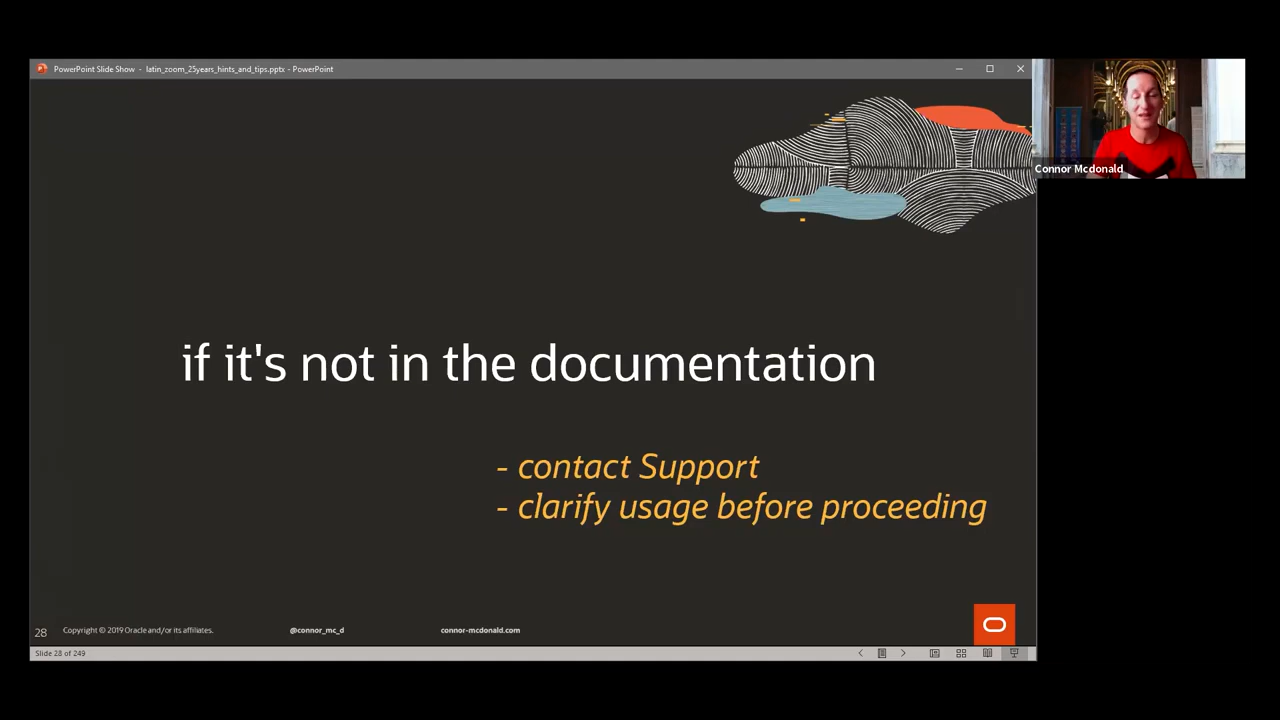 PowerPoint Slide Show - latin_zoom_25years_hints_and_tips.pptx - PowerPoint
Connor Mcdonald
if it's not in the documentation
- contact Support
- clarify usage before proceeding
28
Copyright © 2019 Oracle and/or its affiliates.
@connor_mc_d
connor-mcdonald.com
Slide 28 of 249